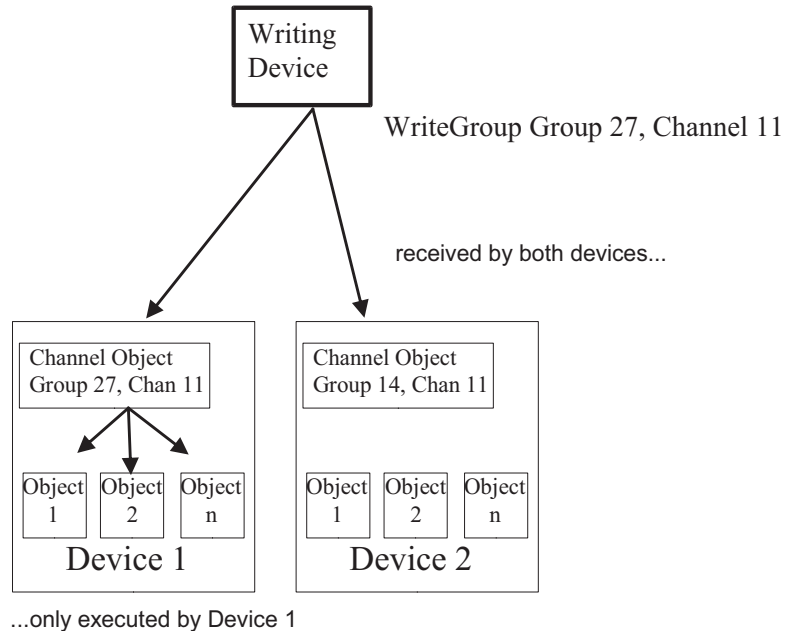 Writing
Device
WriteGroup Group 27, Channel 11
received by both devices...
Channel Object
Group 27, Chan 11
Object
1
Object
2
Object
n
Device 1
Channel Object
Group 14, Chan 11
Object
1
Object
2
Object
n
Device 2
...only executed by Device 1